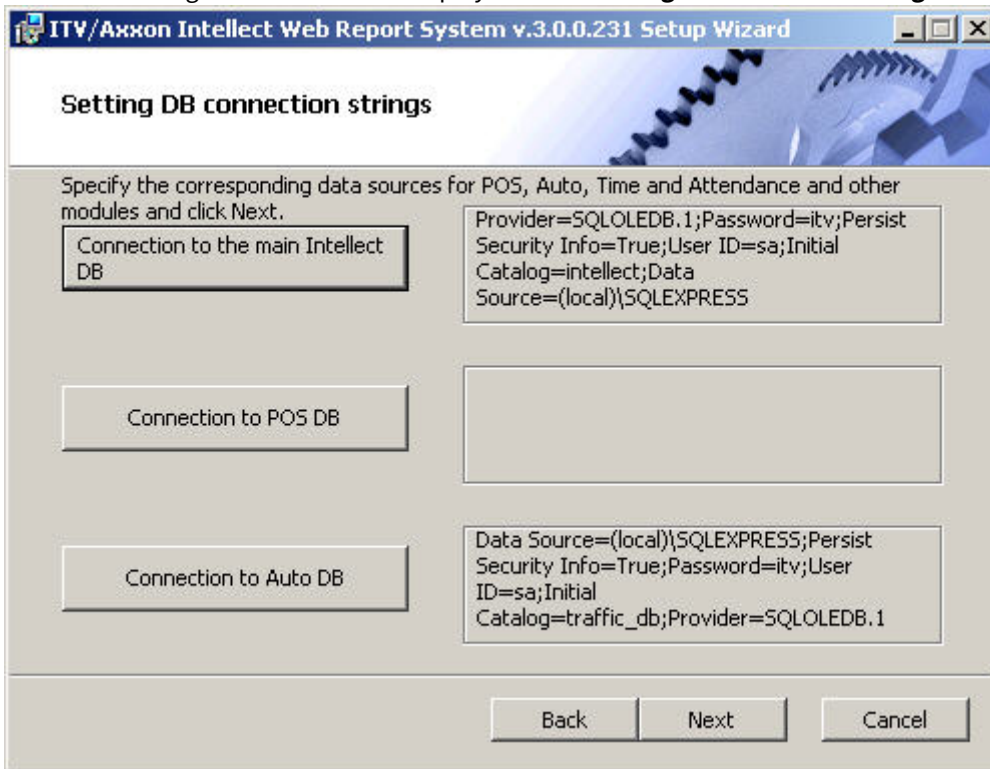 ITV/Axxon Intellect Web Report System v.3.0.0.231 Setup Wizard
Setting DB connection strings
Specify the corresponding data sources for POS, Auto, Time and Attendance and other
modules and click Next.
Connection to the main Intellect
DB
Provider=SQLOLEDB.1;Password=itv;Persist
Security Info=True;User ID=sa;Initial
Catalog=intellect;Data
Source=(local)\SQLEXPRESS
Connection to POS DB
Connection to Auto DB
Data Source=(local)\SQLEXPRESS;Persist
Security Info=True;Password=itv;User
ID=sa;Initial
Catalog=traffic_db;Provider=SQLOLEDB.1
Back
Next
Cancel